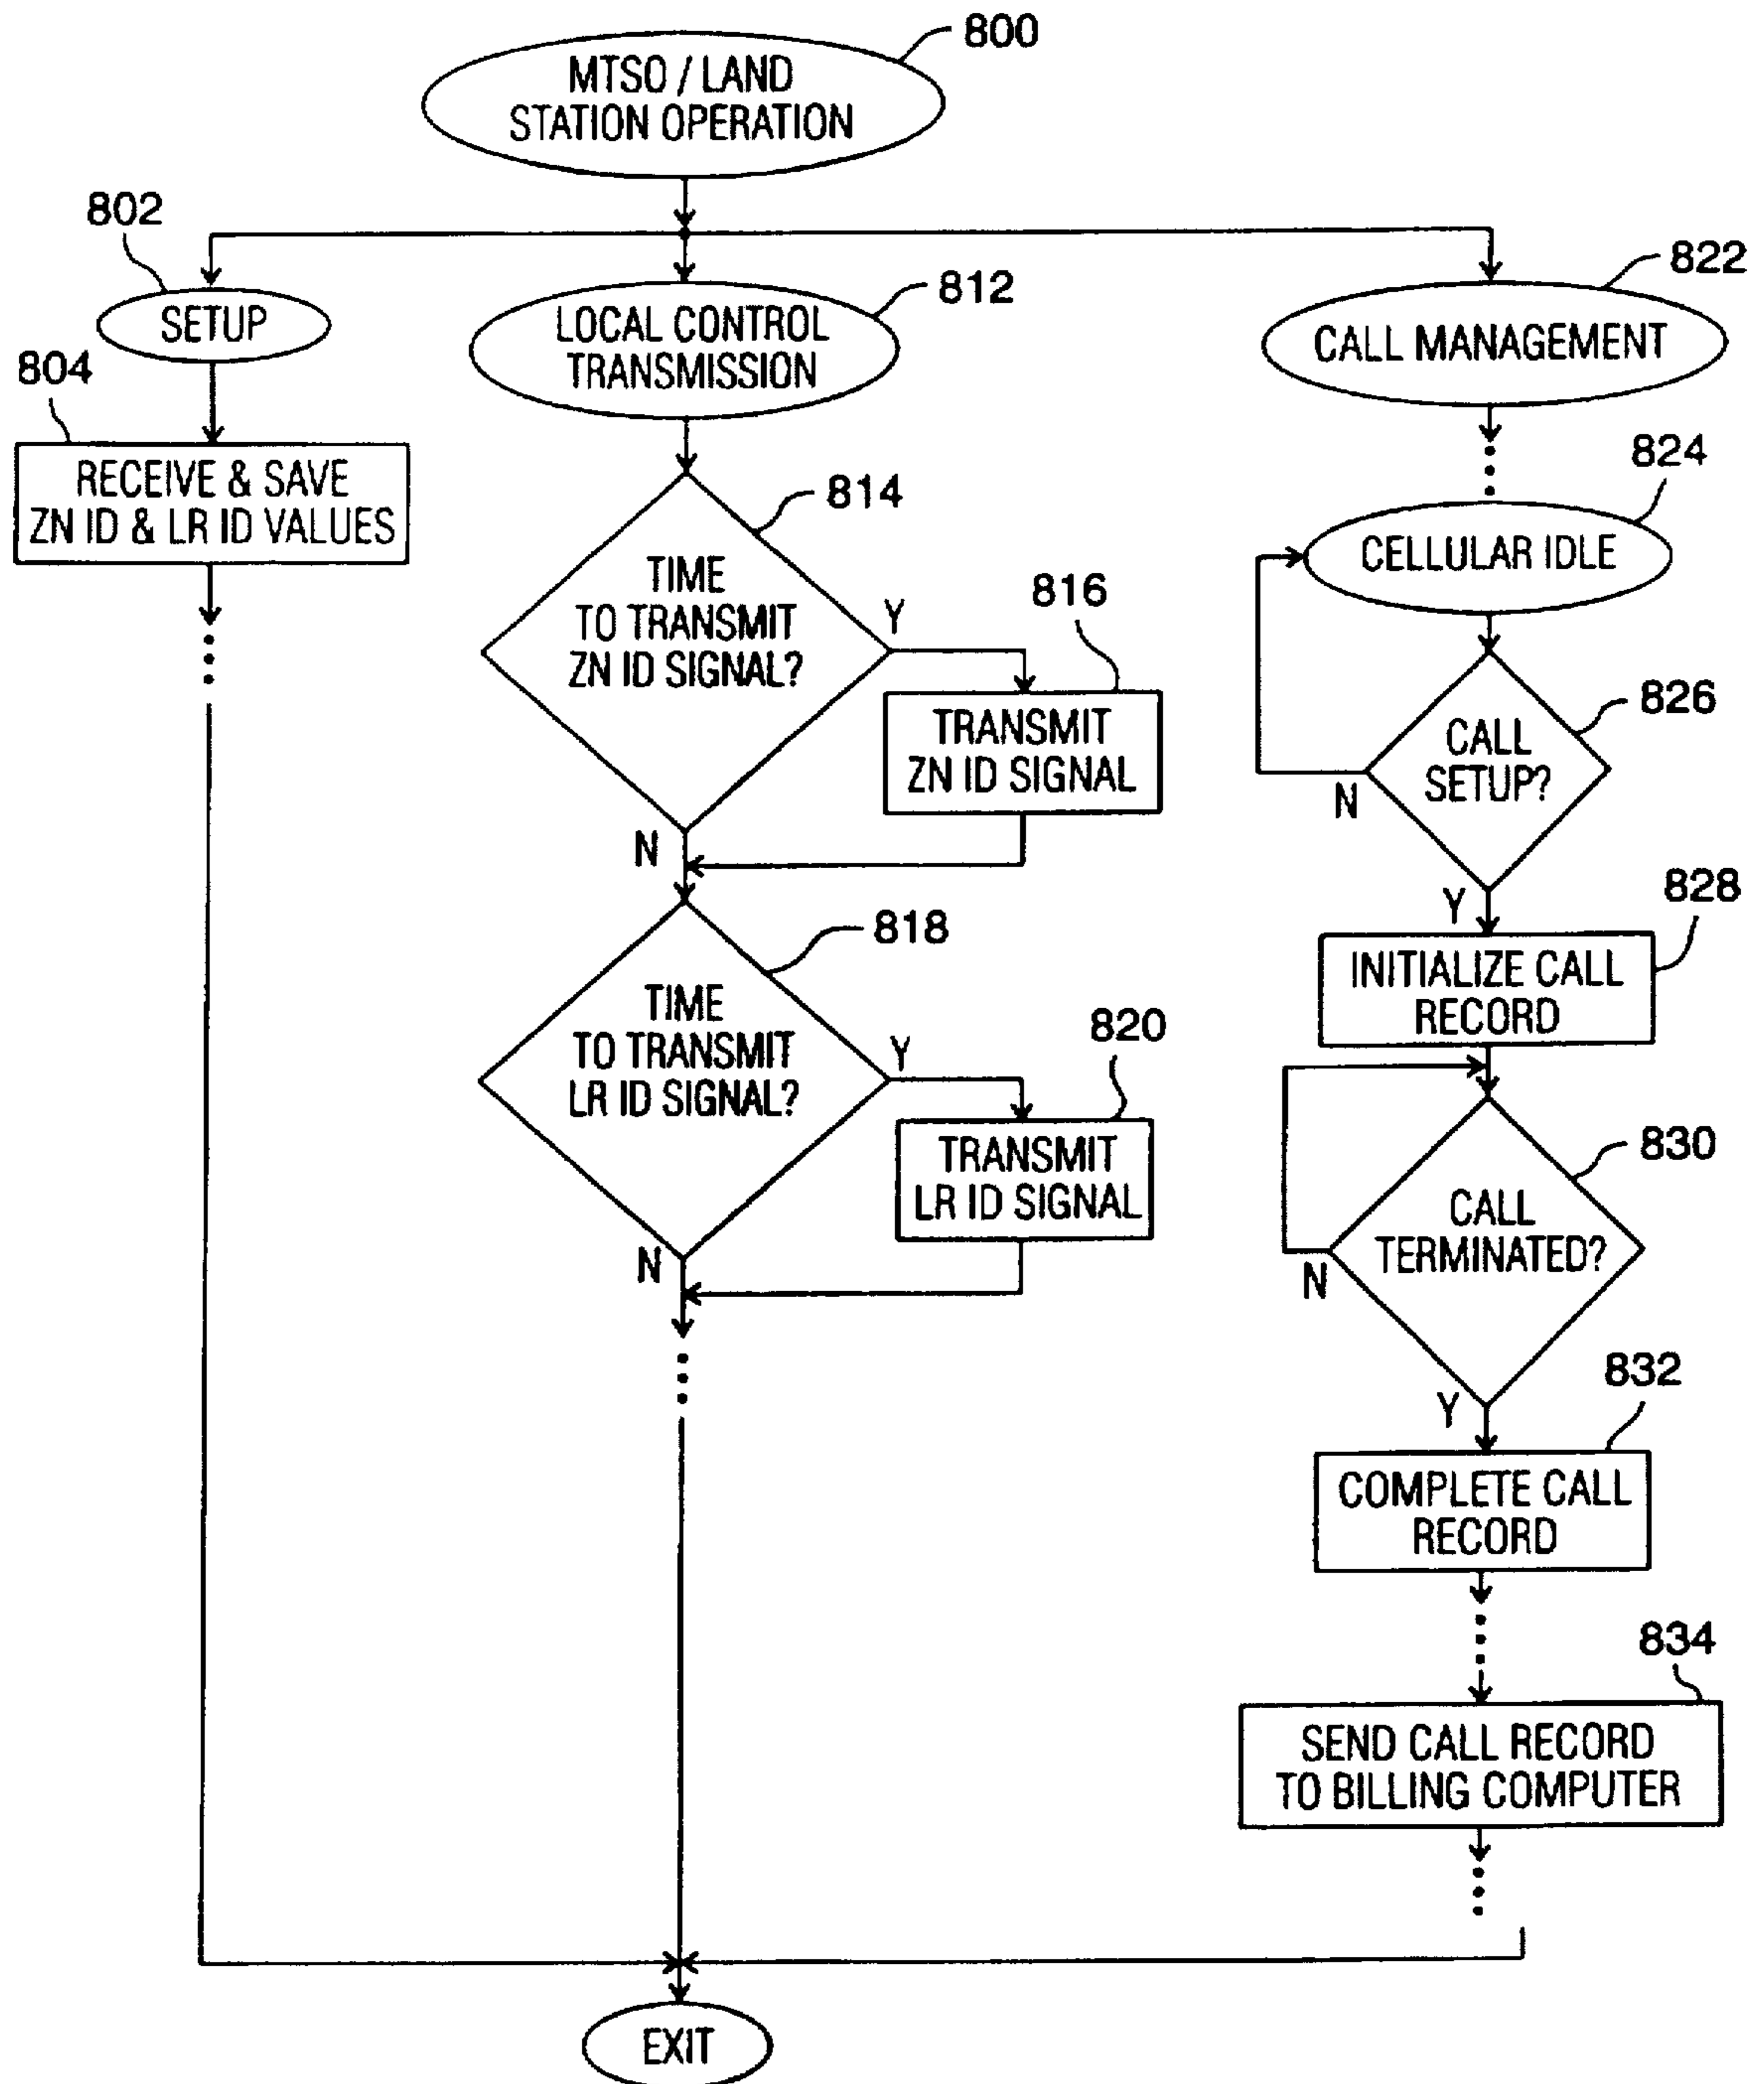 800
MTSO / LAND
STATION OPERATION
802
SETUP
804
RECEIVE & SAVE
ZN ID & LR ID VALUES
812
LOCAL CONTROL
TRANSMISSION
814
TIME
TO TRANSMIT
ZN ID SIGNAL?
Y
816
TRANSMIT
ZN ID SIGNAL
N
818
TIME
TO TRANSMIT
LR ID SIGNAL?
Y
820
TRANSMIT
LR ID SIGNAL
N
822
CALL MANAGEMENT
824
CELLULAR IDLE
826
CALL
SETUP?
N
Y
828
INITIALIZE CALL
RECORD
830
CALL
TERMINATED?
N
Y
832
COMPLETE CALL
RECORD
834
SEND CALL RECORD
TO BILLING COMPUTER
EXIT